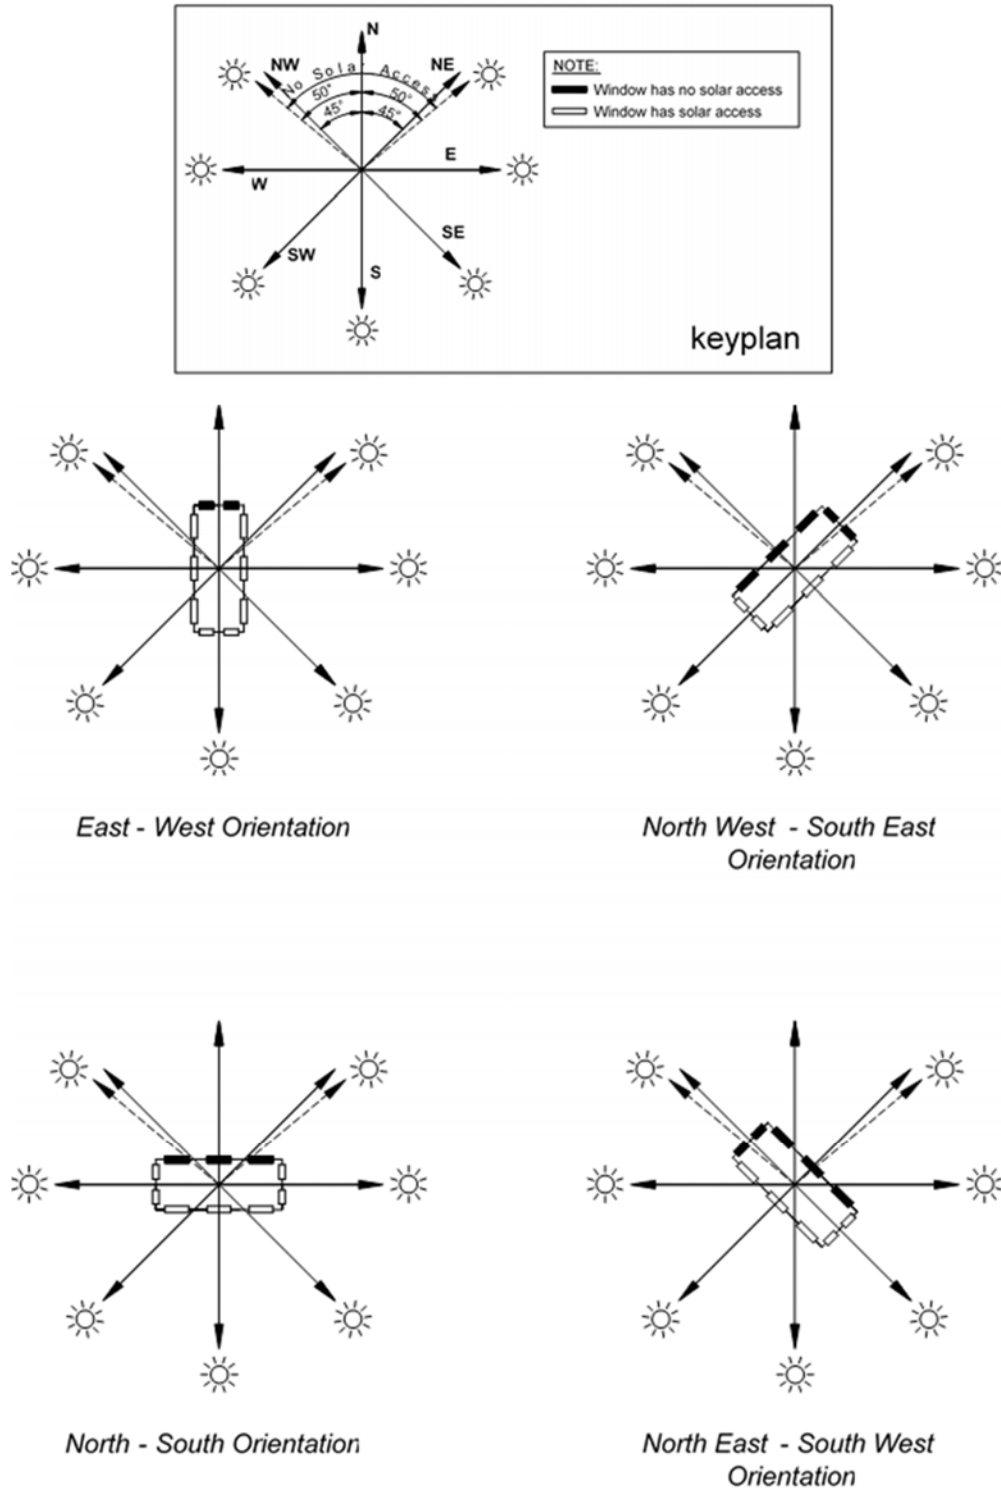 N
NW
No Solar Access
NE
50°
50°
45°
45°
NOTE:
Window has no solar access
Window has solar access
E
W
SE
SW
S
keyplan
East - West Orientation
North West - South East
Orientation
North - South Orientation
North East - South West
Orientation